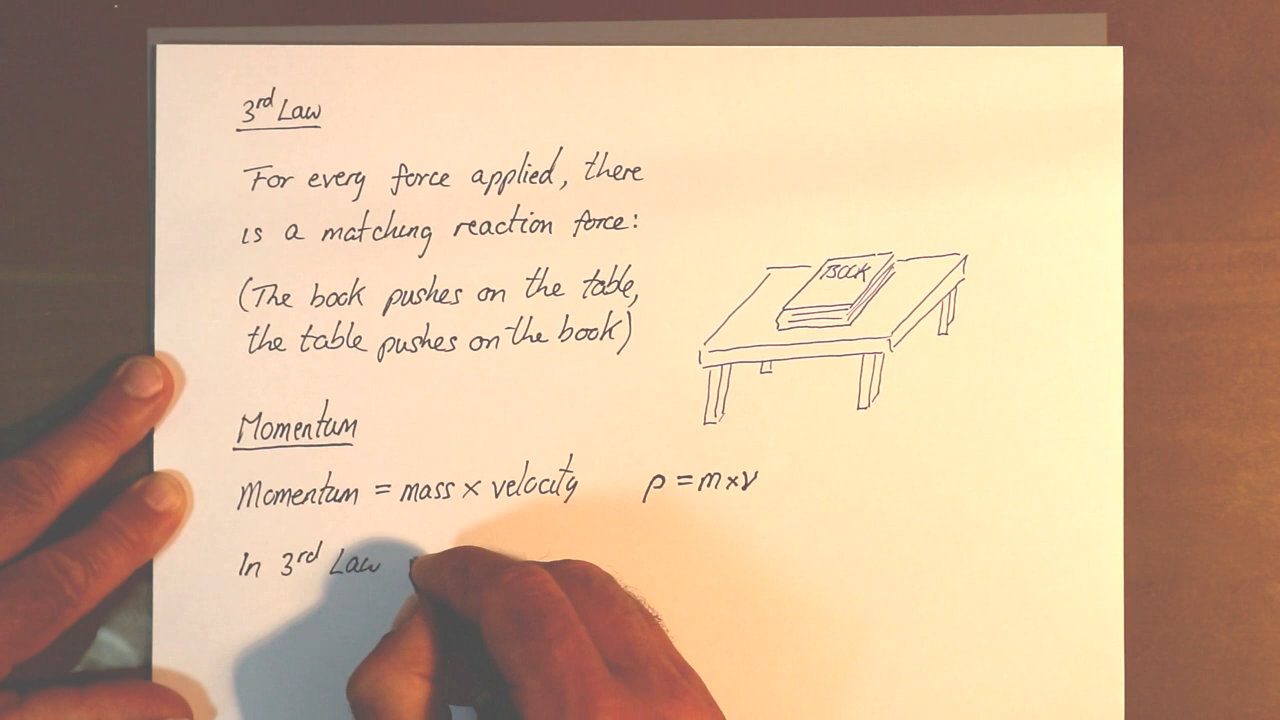 3rd Law
For every force applied, there
is a matching reaction force:
(The book pushes on the table,
the table pushes on the book)
BOOK
Momentum
Momentum = mass × velocity
p = m×v
In 3rd Law